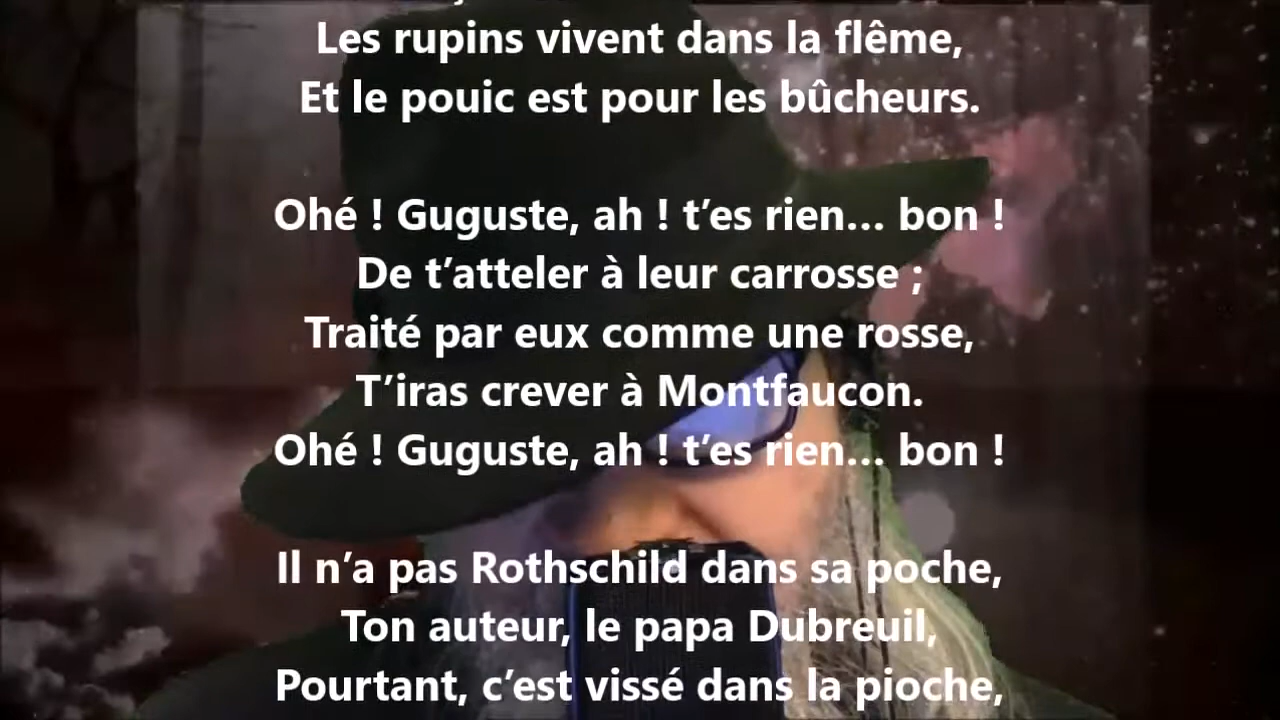 Les rupins vivent dans la flême,
Et le pouic est pour les bûcheurs.
Ohé ! Guguste, ah ! t’es rien… bon !
De t’atteler à leur carrosse ;
Traité par eux comme une rosse,
T’iras crever à Montfaucon.
Ohé ! Guguste, ah ! t’es rien… bon !
Il n’a pas Rothschild dans sa poche,
Ton auteur, le papa Dubreuil,
Pourtant, c’est vissé dans la pioche,